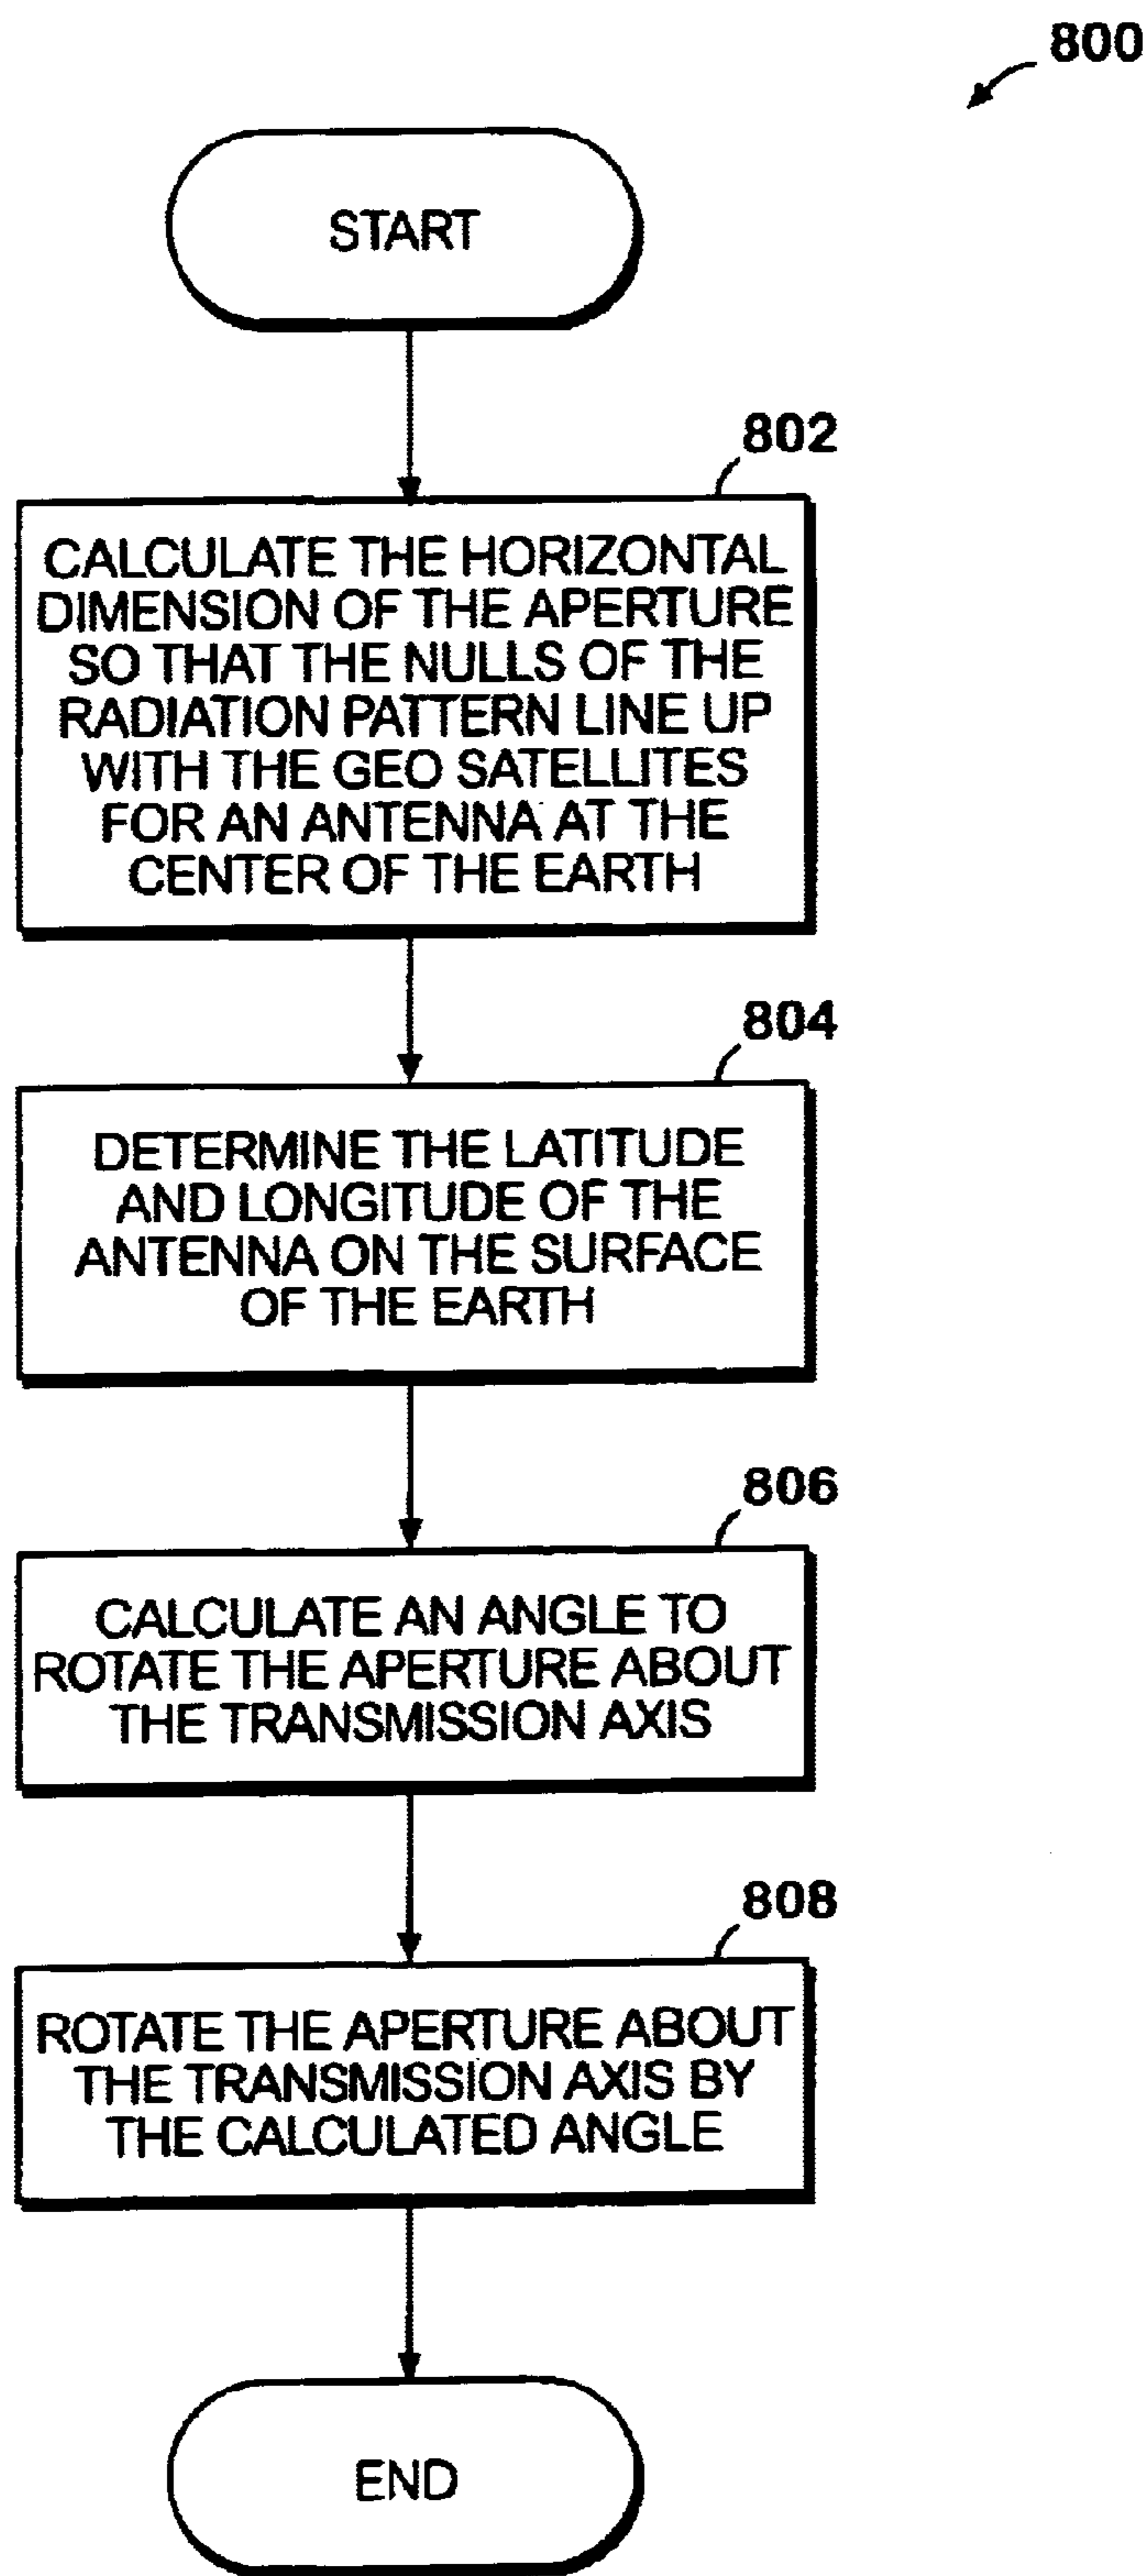 800
START
802
CALCULATE THE HORIZONTAL
DIMENSION OF THE APERTURE
SO THAT THE NULLS OF THE
RADIATION PATTERN LINE UP
WITH THE GEO SATELLITES
FOR AN ANTENNA AT THE
CENTER OF THE EARTH
804
DETERMINE THE LATITUDE
AND LONGITUDE OF THE
ANTENNA ON THE SURFACE
OF THE EARTH
806
CALCULATE AN ANGLE TO
ROTATE THE APERTURE ABOUT
THE TRANSMISSION AXIS
808
ROTATE THE APERTURE ABOUT
THE TRANSMISSION AXIS BY
THE CALCULATED ANGLE
END